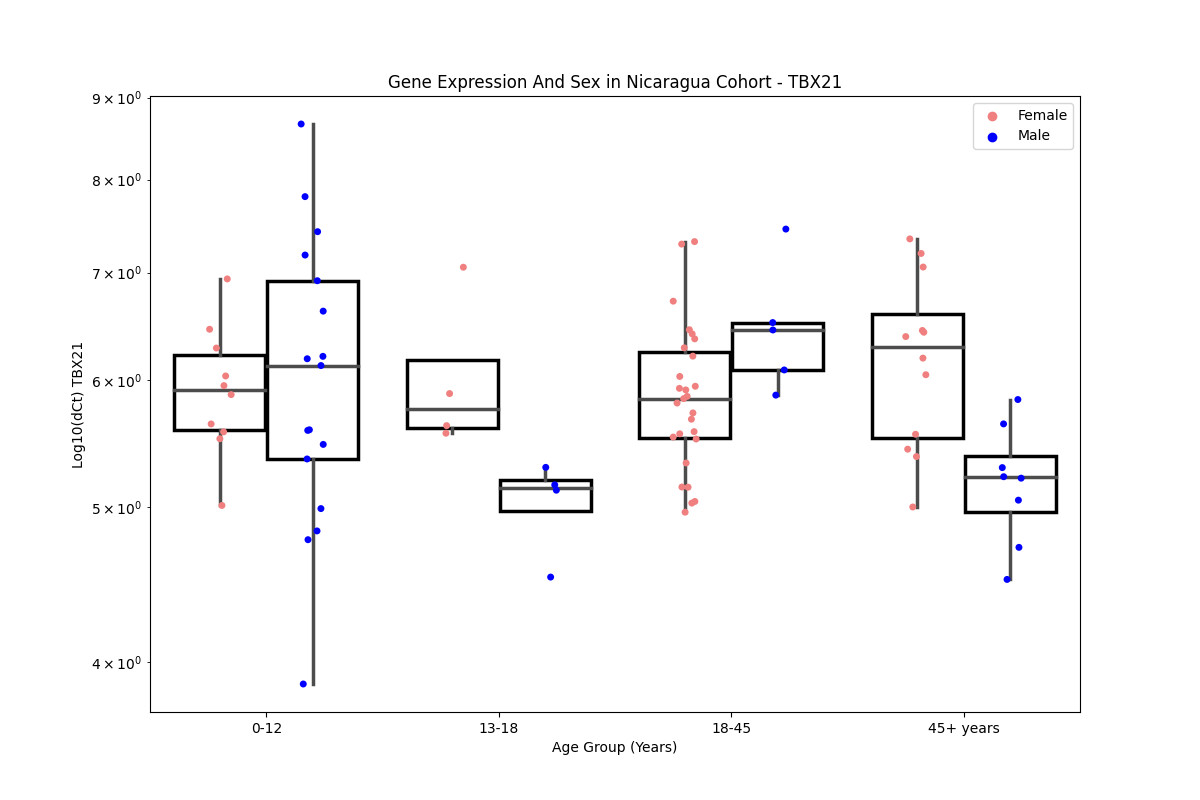 Gene Expression And Sex in Nicaragua Cohort - TBX21
Log10(dCt) TBX21
9 × 10⁰
8 × 10⁰
7 × 10⁰
6 × 10⁰
5 × 10⁰
4 × 10⁰
Female
Male
0-12
13-18
18-45
45+ years
Age Group (Years)